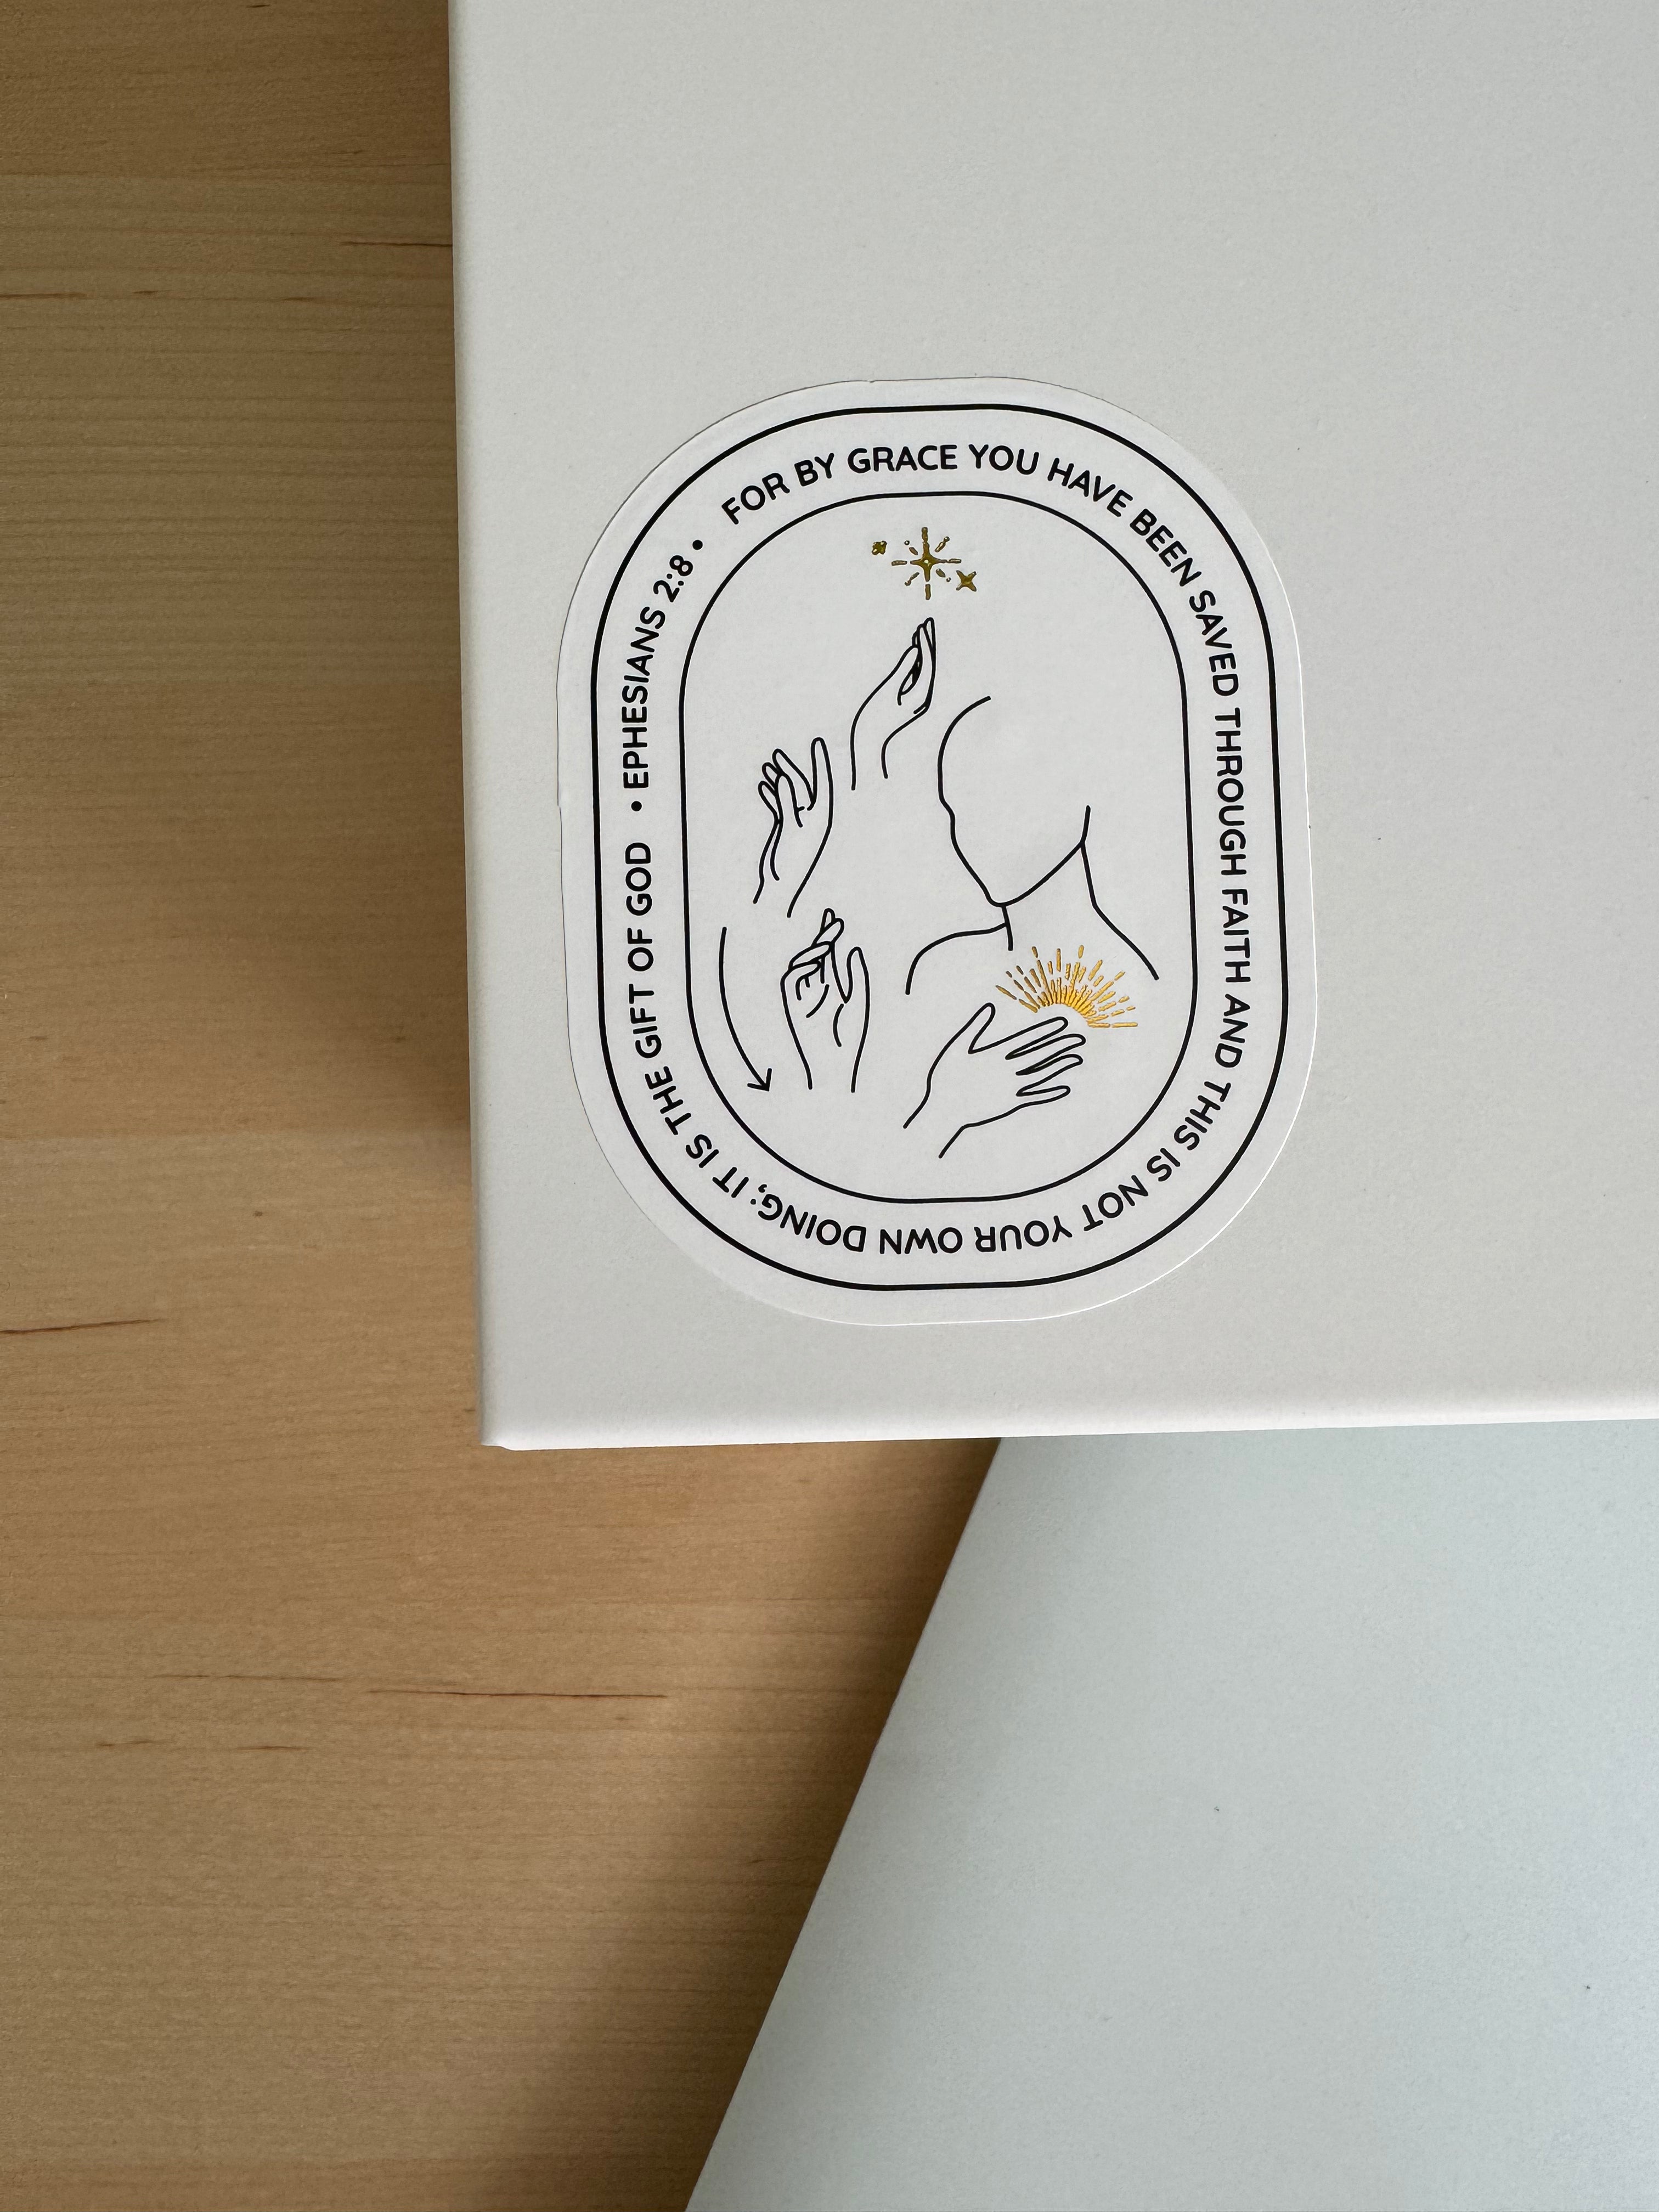 FOR BY GRACE YOU HAVE BEEN SAVED THROUGH FAITH AND THIS IS NOT YOUR OWN DOING; IT IS THE GIFT OF GOD • EPHESIANS 2:8 •